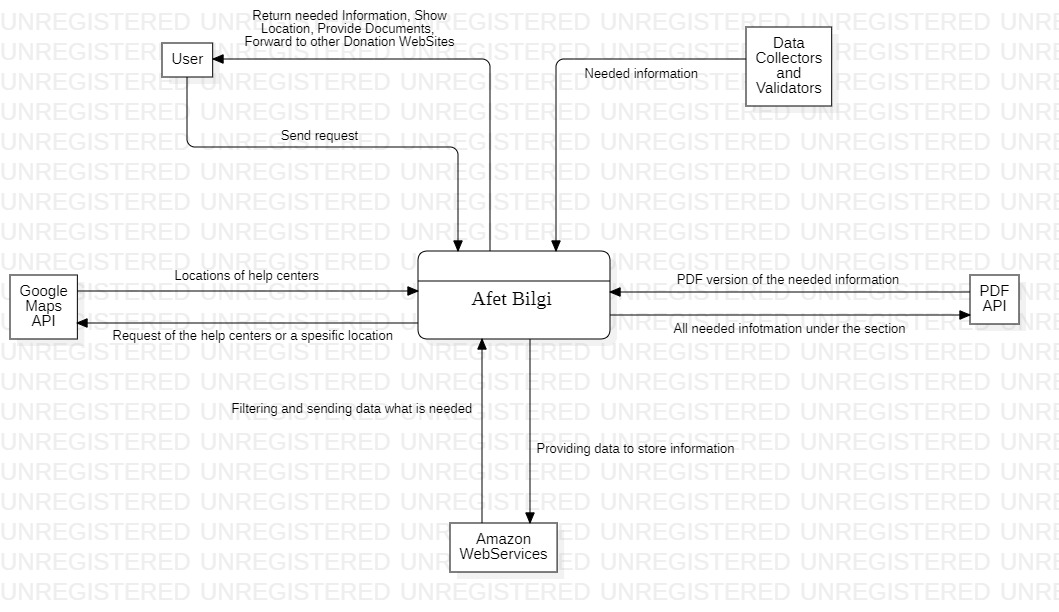 Return needed Information, Show
Location, Provide Documents,
Forward to other Donation WebSites
User
Data
Collectors
and
Validators
Needed information
Send request
Locations of help centers
PDF version of the needed information
Google
Maps
API
Afet Bilgi
PDF
API
Request of the help centers or a spesific location
All needed infotmation under the section
Filtering and sending data what is needed
Providing data to store information
Amazon
WebServices
UNREGISTERED